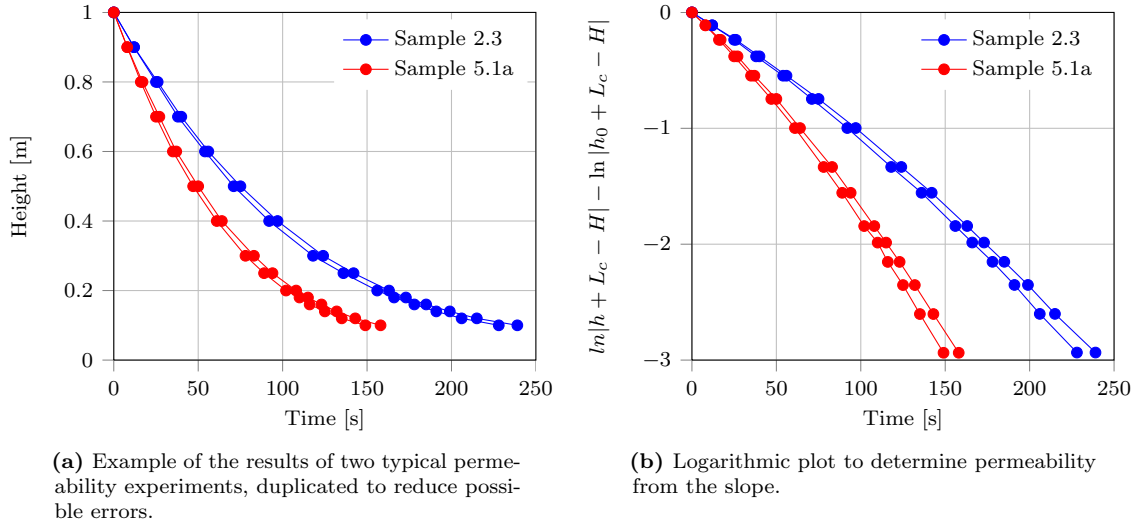 1
0.8
0.6
0.4
0.2
0
0 50 100 150 200 250
Height [m]
Time [s]
Sample 2.3
Sample 5.1a
(a) Example of the results of two typical perme-
ability experiments, duplicated to reduce possi-
ble errors.
−0
−1
−2
−3
0 50 100 150 200 250
ln|h + L_c − H| − ln |h_0 + L_c − H|
Time [s]
Sample 2.3
Sample 5.1a
(b) Logarithmic plot to determine permeability
from the slope.